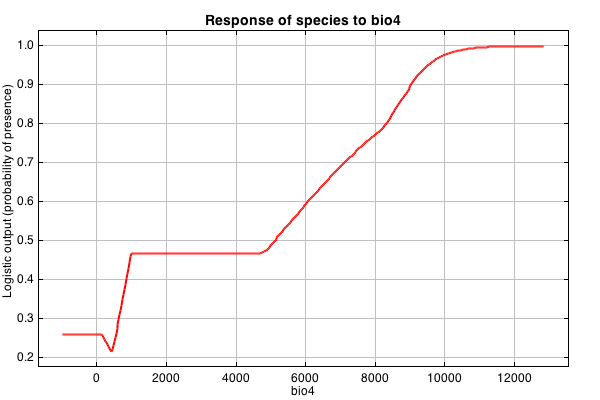 Response of species to bio4
Logistic output (probability of presence)
1.0
0.9
0.8
0.7
0.6
0.5
0.4
0.3
0.2
0 2000 4000 6000 8000 10000 12000
bio4